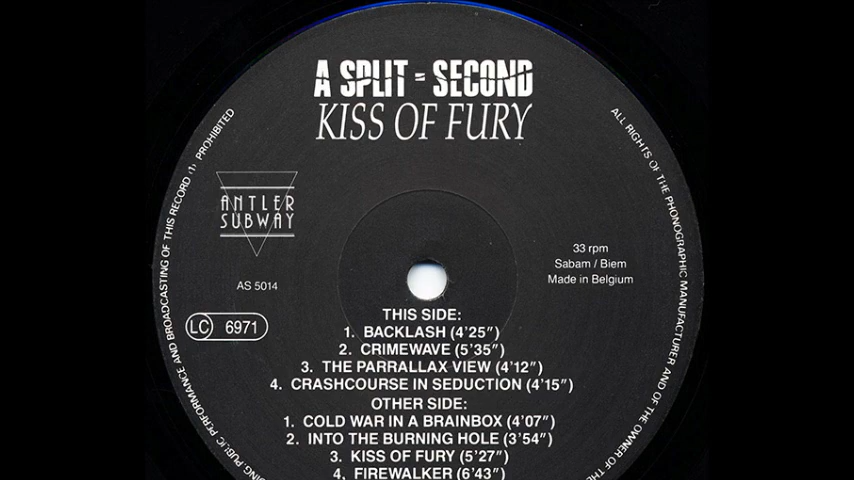 A SPLIT = SECOND
KISS OF FURY
ANTLER
SUBWAY
AS 5014
LC 6971
33 rpm
Sabam / Biem
Made in Belgium
THIS SIDE:
1. BACKLASH (4'25")
2. CRIMEWAVE (5'35")
3. THE PARRALLAX VIEW (4'12")
4. CRASHCOURSE IN SEDUCTION (4'15")
OTHER SIDE:
1. COLD WAR IN A BRAINBOX (4'07")
2. INTO THE BURNING HOLE (3'54")
3. KISS OF FURY (5'27")
4, FIREWALKER (6'43")
ALL RIGHTS OF THE PHONOGRAPHIC MANUFACTURER AND OF THE OWNER OF THE
PUBLIC PERFORMANCE AND BROADCASTING OF THIS RECORD (1) PROHIBITED